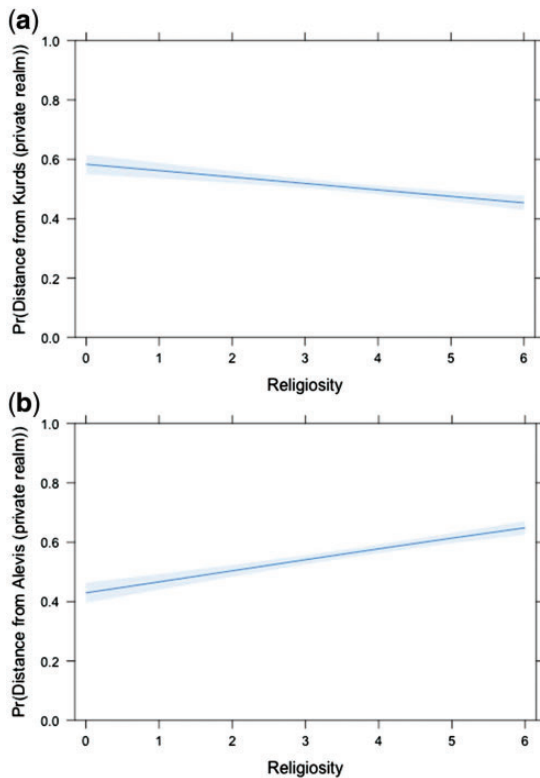 (a)
Pr(Distance from Kurds (private realm))
1.0
0.8
0.6
0.4
0.2
0.0
0 1 2 3 4 5 6
Religiosity
(b)
Pr(Distance from Alevis (private realm))
1.0
0.8
0.6
0.4
0.2
0.0
0 1 2 3 4 5 6
Religiosity